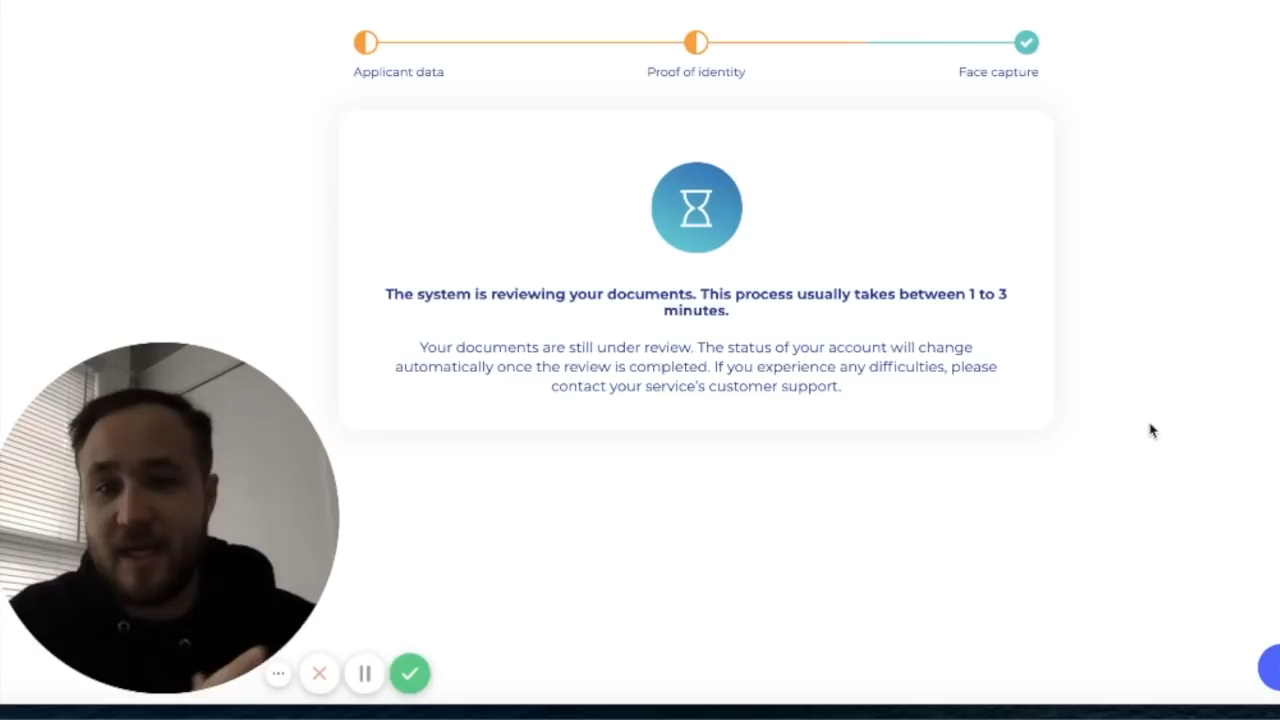 Applicant data
Proof of identity
Face capture
The system is reviewing your documents. This process usually takes between 1 to 3
minutes.
Your documents are still under review. The status of your account will change
automatically once the review is completed. If you experience any difficulties, please
contact your service's customer support.